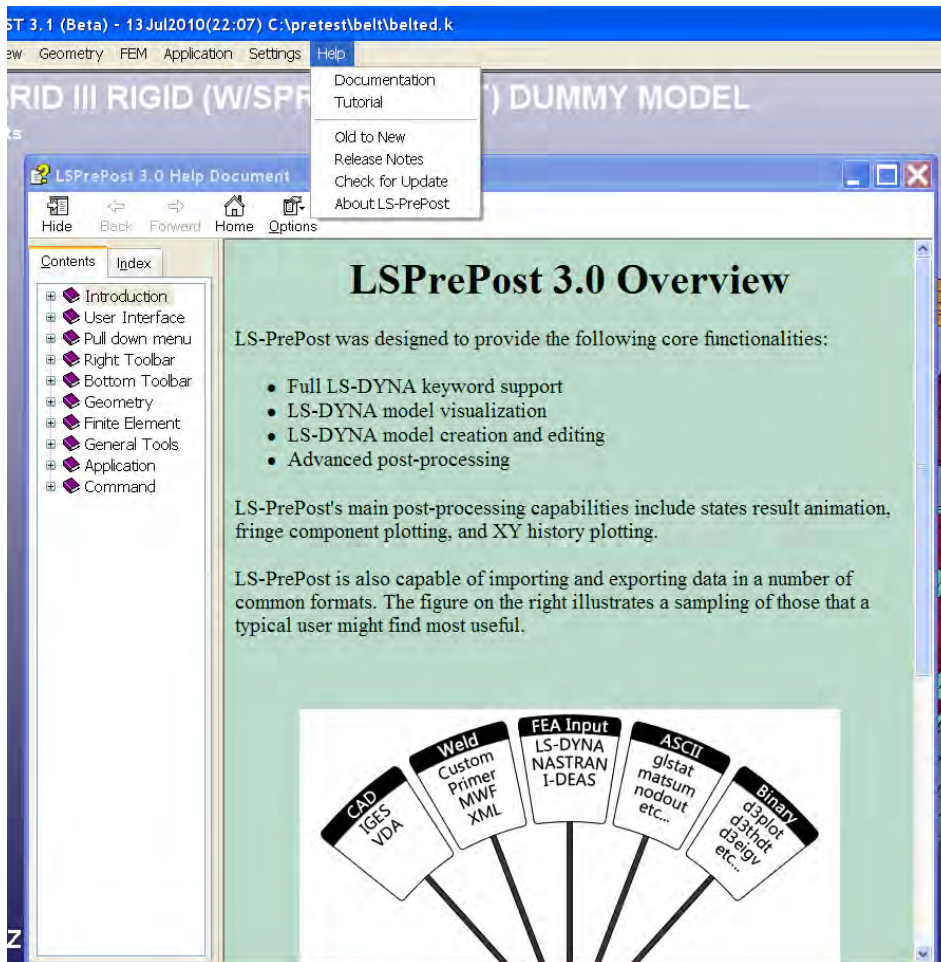 ST 3.1 (Beta) - 13Jul2010(22:07) C:\pretest\belt\belted.k
ew Geometry FEM Application Settings Help
Documentation
Tutorial
Old to New
Release Notes
Check for Update
About LS-PrePost
RID III RIGID (W/SPR T) DUMMY MODEL
ts
LSPrePost 3.0 Help Document
Hide Back Forward Home Options
Contents Index
Introduction
User Interface
Pull down menu
Right Toolbar
Bottom Toolbar
Geometry
Finite Element
General Tools
Application
Command
LSPrePost 3.0 Overview
LS-PrePost was designed to provide the following core functionalities:
• Full LS-DYNA keyword support
• LS-DYNA model visualization
• LS-DYNA model creation and editing
• Advanced post-processing
LS-PrePost's main post-processing capabilities include states result animation,
fringe component plotting, and XY history plotting.
LS-PrePost is also capable of importing and exporting data in a number of
common formats. The figure on the right illustrates a sampling of those that a
typical user might find most useful.
CAD
IGES
VDA
Weld
Custom
Primer
MWF
XML
FEA Input
LS-DYNA
NASTRAN
I-DEAS
ASCII
glstat
matsum
nodout
etc...
Binary
d3plot
d3thdt
d3eigv
etc...
Z